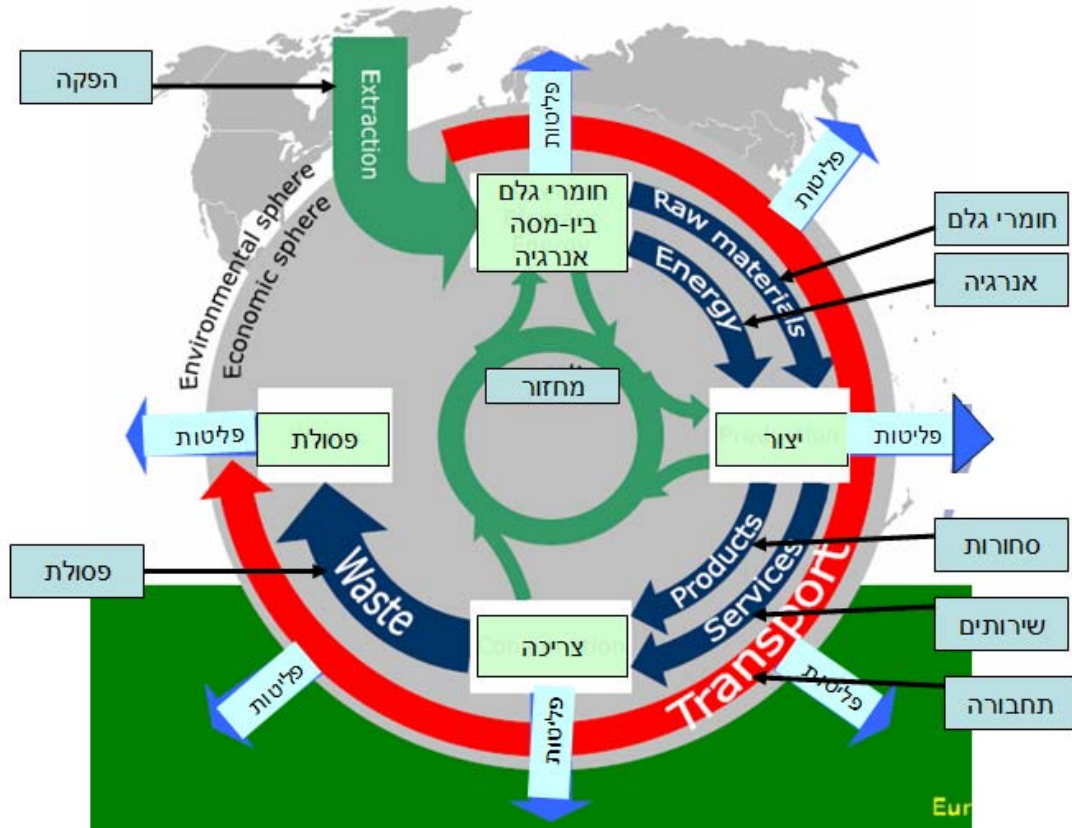 הפקה
Extraction
פליטות
פליטות
Environmental sphere
Economic sphere
חומרי גלם
ביו-מסה
אנרגיה
Raw materials
Energy
חומרי גלם
אנרגיה
מחזור
פליטות
פסולת
יצור
פליטות
Products
Services
סחורות
פסולת
Waste
שירותים
צריכה
Transport
תחבורה
פליטות
פליטות
פליטות
Eur